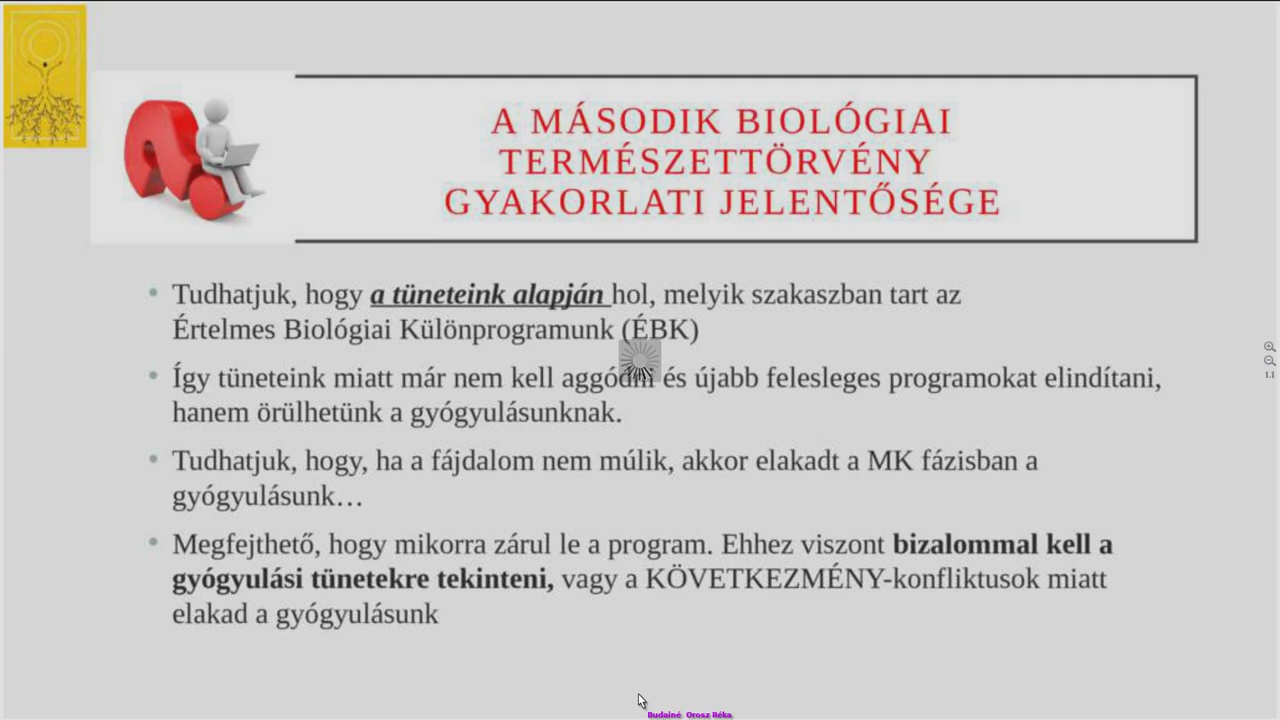 A MÁSODIK BIOLÓGIAI
TERMÉSZETTÖRVÉNY
GYAKORLATI JELENTŐSÉGE
• Tudhatjuk, hogy a tüneteink alapján hol, melyik szakaszban tart az
Értelmes Biológiai Különprogramunk (ÉBK)
• Így tüneteink miatt már nem kell aggódni és újabb felesleges programokat elindítani,
hanem örülhetünk a gyógyulásunknak.
• Tudhatjuk, hogy, ha a fájdalom nem múlik, akkor elakadt a MK fázisban a
gyógyulásunk…
• Megfejthető, hogy mikorra zárul le a program. Ehhez viszont bizalommal kell a
gyógyulási tünetekre tekinteni, vagy a KÖVETKEZMÉNY-konfliktusok miatt
elakad a gyógyulásunk
1:1
Budainé Orosz Réka